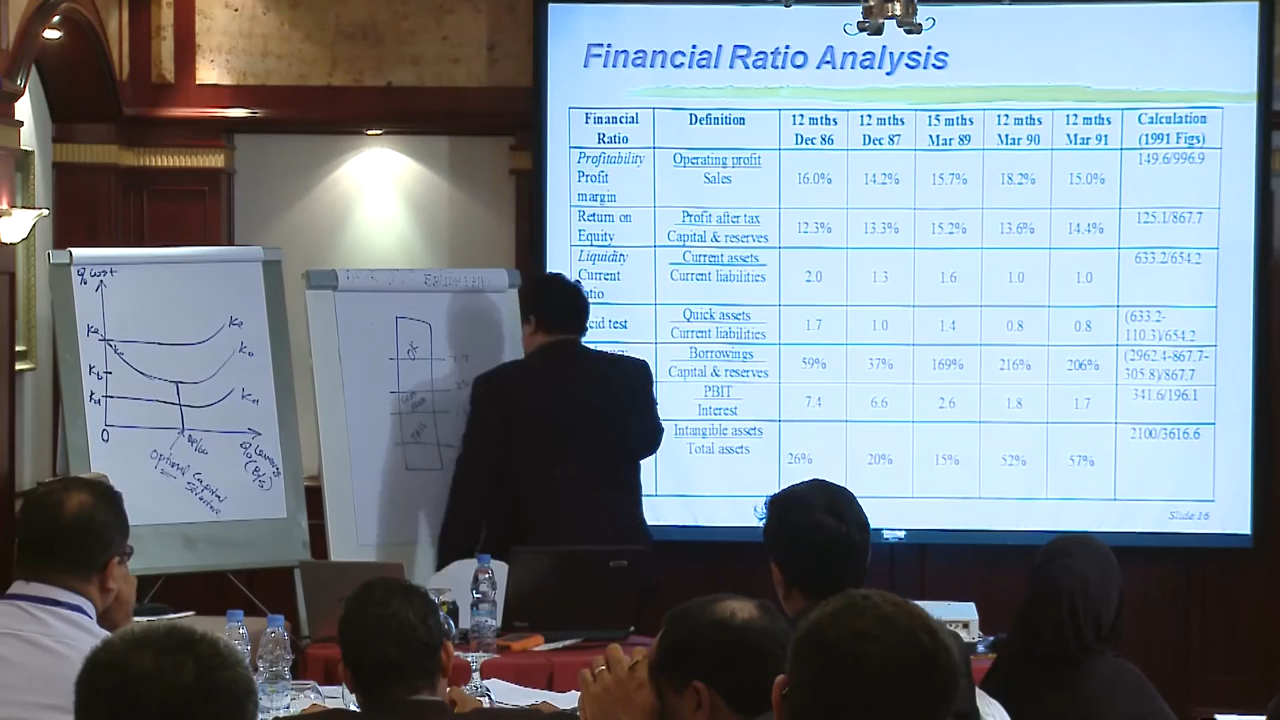 % cost
Ke
Ke
Ko
Ko
Kb
Kd
Kd
0
Optimal Capital
Structure
Financial Ratio Analysis
Financial Ratio Definition 12 mths Dec 86 12 mths Dec 87 15 mths Mar 89 12 mths Mar 90 12 mths Mar 91 Calculation (1991 Figs)
Profitability Profit margin Operating profit Sales 16.0% 14.2% 15.7% 18.2% 15.0% 149.6/996.9
Return on Equity Profit after tax Capital & reserves 12.3% 13.3% 15.2% 13.6% 14.4% 125.1/867.7
Liquidity Current Current assets Current liabilities 2.0 1.3 1.6 1.0 1.0 633.2/654.2
test Quick assets Current liabilities 1.7 1.0 1.4 0.8 0.8 (633.2-110.3)/654.2
Borrowings Capital & reserves 59% 37% 169% 216% 206% (2962.4-867.7-305.8)/867.7
PBIT Interest 7.4 6.6 2.6 1.8 1.7 341.6/196.1
Intangible assets Total assets 26% 20% 15% 52% 57% 2100/3616.6
Slide 16